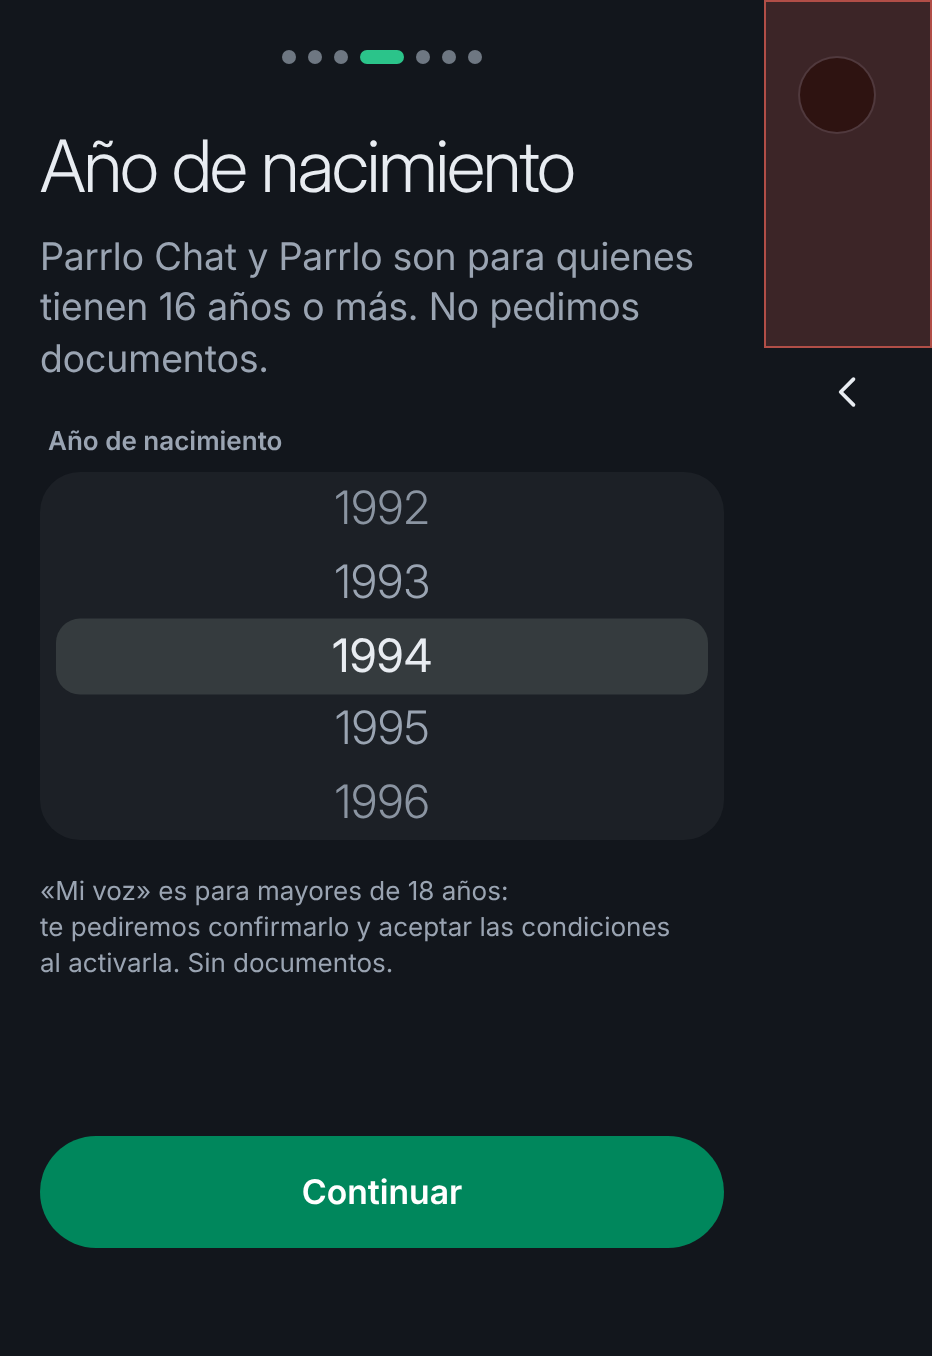 Año de nacimiento
Parrlo Chat y Parrlo son para quienes
tienen 16 años o más. No pedimos
documentos.
Año de nacimiento
1992
1993
1994
1995
1996
«Mi voz» es para mayores de 18 años:
te pediremos confirmarlo y aceptar las condiciones
al activarla. Sin documentos.
Continuar